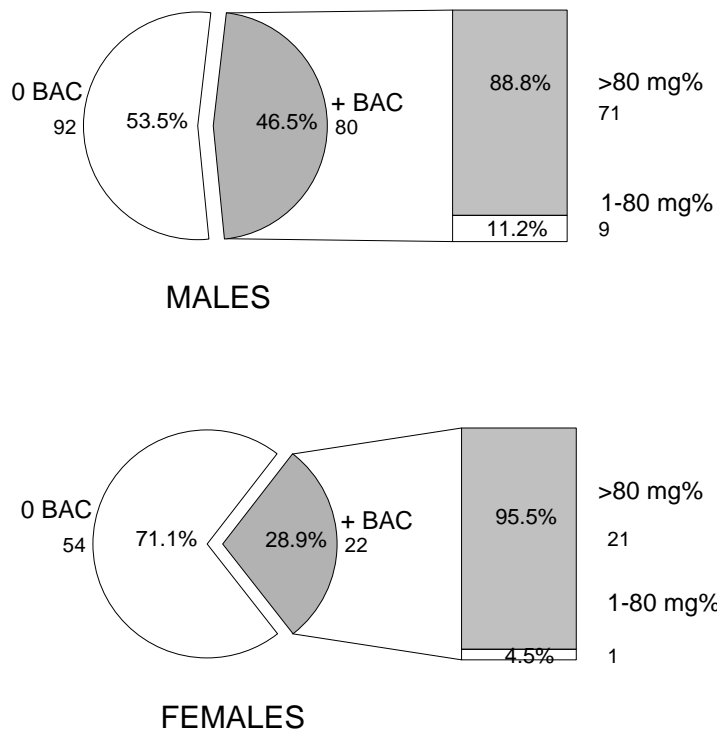 88.8%
0 BAC
>80 mg%
+ BAC
92
53.5%
46.5%
80
71
1-80 mg%
11.2%
9
MALES
>80 mg%
0 BAC
95.5%
+ BAC
54
71.1%
28.9%
22
21
1-80 mg%
4.5%
1
FEMALES